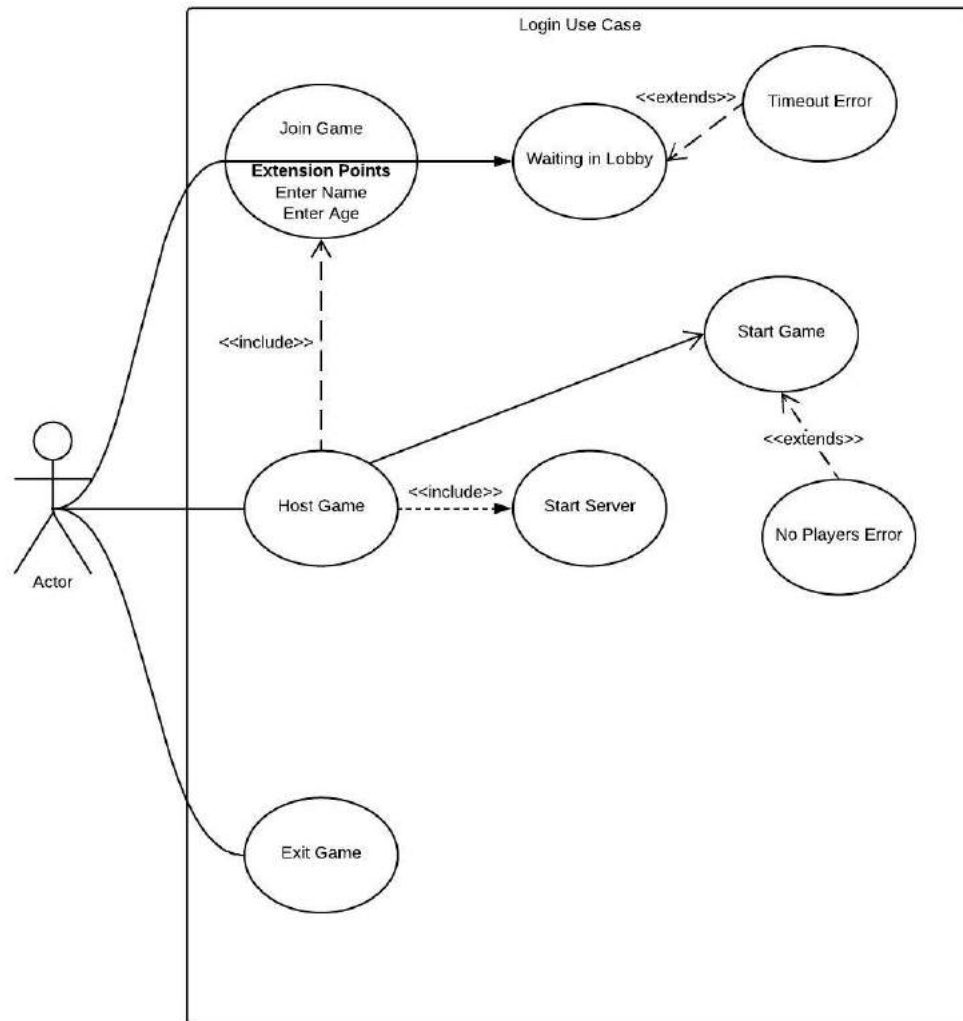 Login Use Case
Join Game
Extension Points
Enter Name
Enter Age
Waiting in Lobby
<<extends>>
Timeout Error
<<include>>
Start Game
<<extends>>
Host Game
<<include>>
Start Server
No Players Error
Actor
Exit Game